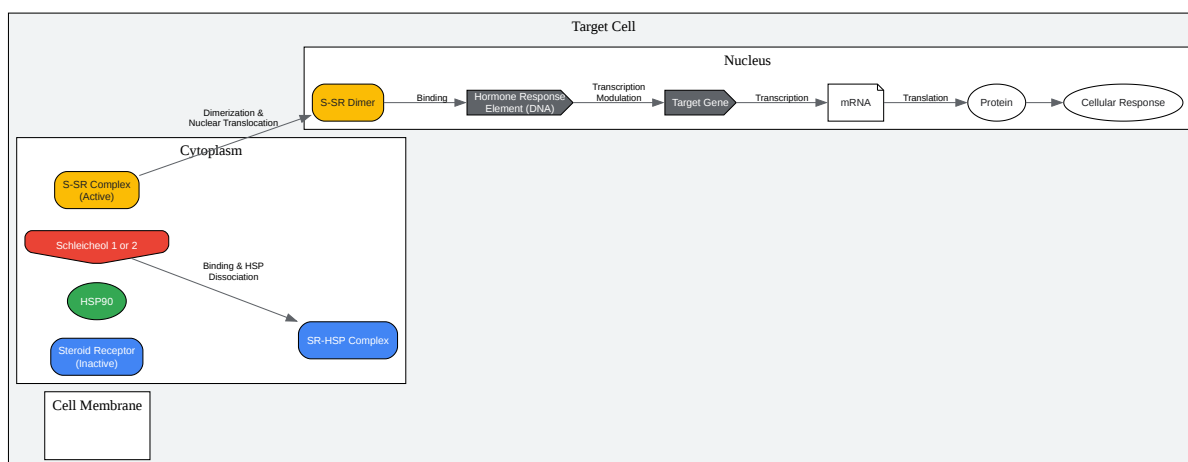 Target Cell
Nucleus
S-SR Dimer
Binding
Hormone Response
Element (DNA)
Transcription
Modulation
Target Gene
Transcription
mRNA
Translation
Protein
Cellular Response
Dimerization &
Nuclear Translocation
Cytoplasm
S-SR Complex
(Active)
Schleicheol 1 or 2
Binding & HSP
Dissociation
HSP90
SR-HSP Complex
Steroid Receptor
(Inactive)
Cell Membrane